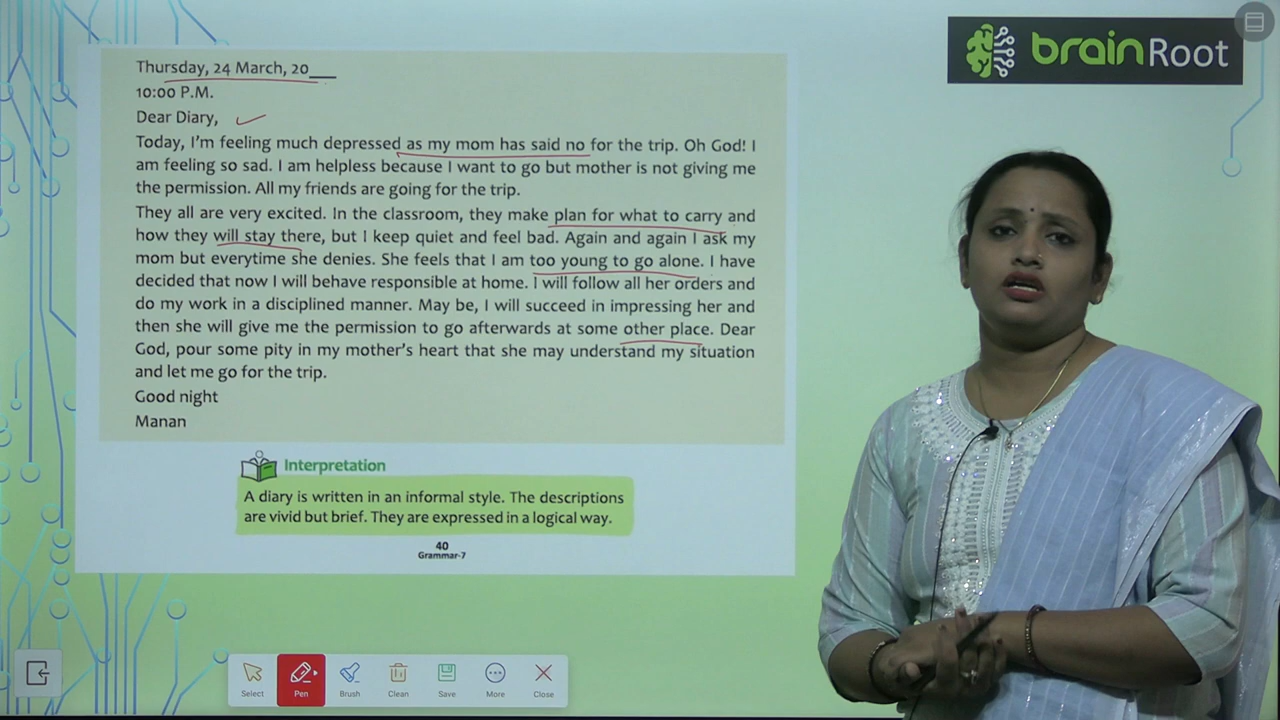 brainRoot
Thursday, 24 March, 20__
10:00 P.M.
Dear Diary,
Today, I'm feeling much depressed as my mom has said no for the trip. Oh God! I
am feeling so sad. I am helpless because I want to go but mother is not giving me
the permission. All my friends are going for the trip.
They all are very excited. In the classroom, they make plan for what to carry and
how they will stay there, but I keep quiet and feel bad. Again and again I ask my
mom but everytime she denies. She feels that I am too young to go alone. I have
decided that now I will behave responsible at home. I will follow all her orders and
do my work in a disciplined manner. May be, I will succeed in impressing her and
then she will give me the permission to go afterwards at some other place. Dear
God, pour some pity in my mother's heart that she may understand my situation
and let me go for the trip.
Good night
Manan
Interpretation
A diary is written in an informal style. The descriptions
are vivid but brief. They are expressed in a logical way.
40
Grammar-7
Select Pen Brush Clean Save More Close